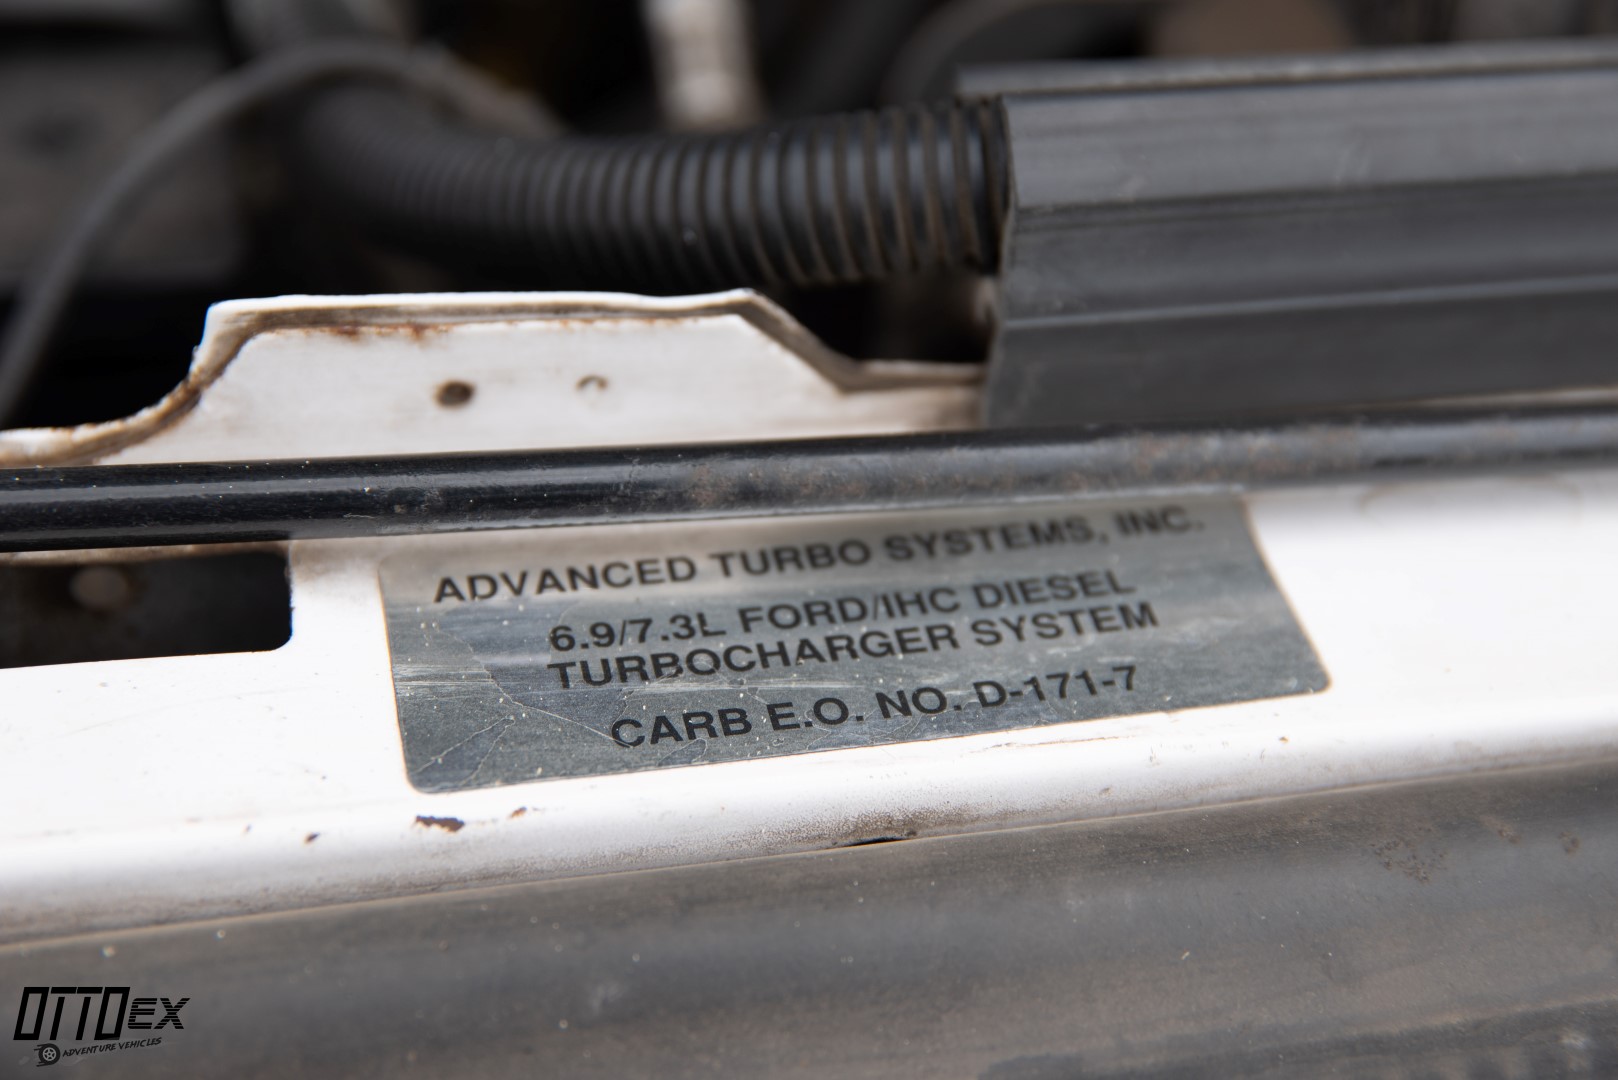 ADVANCED TURBO SYSTEMS, INC.
6.9/7.3L FORD/IHC DIESEL
TURBOCHARGER SYSTEM
CARB E.O. NO. D-171-7
OTTOEX
ADVENTURE VEHICLES